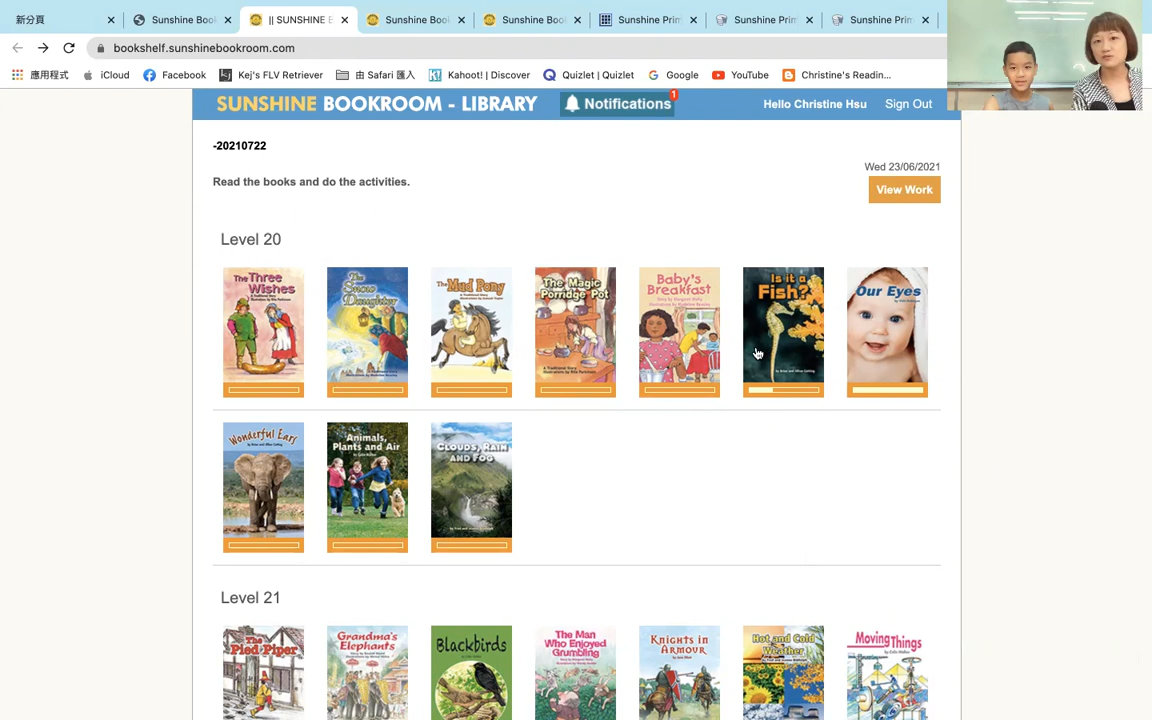 新分頁
Sunshine Boo
|| SUNSHINE B
Sunshine Boo
Sunshine Boo
Sunshine Prim
Sunshine Prim
Sunshine Prim
bookshelf.sunshinebookroom.com
應用程式
iCloud
Facebook
Kej's FLV Retriever
由 Safari 匯入
Kahoot! | Discover
Quizlet | Quizlet
Google
YouTube
Christine's Readin...
SUNSHINE BOOKROOM - LIBRARY
Notifications
1
Hello Christine Hsu
Sign Out
-20210722
Wed 23/06/2021
Read the books and do the activities.
View Work
Level 20
The Three Wishes
The Snow Daughter
The Mud Pony
The Magic Porridge Pot
Baby's Breakfast
Is it a Fish?
Our Eyes
Wonderful Ears
Animals, Plants and Air
Clouds, Rain and Fog
Level 21
The Pied Piper
Grandma's Elephants
Blackbirds
The Man Who Enjoyed Grumbling
Knights in Armour
Hot and Cold Weather
Moving Things